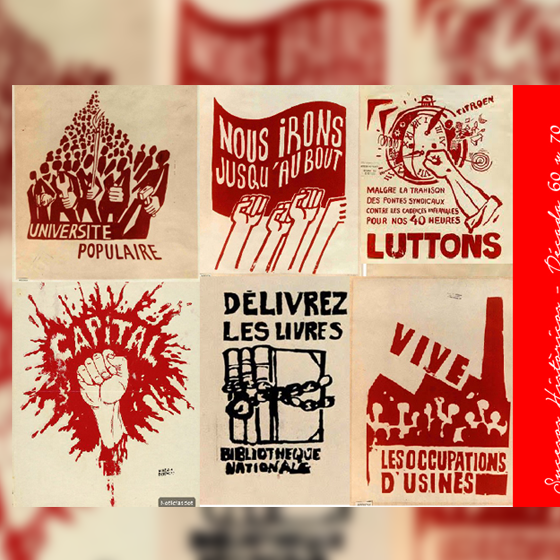 UNIVERSITE
POPULAIRE
NOUS iRONS
JUSQU'AU BOUT
CITROEN
MALGRE LA TRAHISON
DES PONTES SYNDICAUX
CONTRE LES CADENCES INFERNALES
POUR NOS 40 HEURES
LUTTONS
CAPITAL
DÉLIVREZ
LES LIVRES
BIBLIOTHEQUE
NATIONALE
VIVE
LES OCCUPATIONS
D'USINES